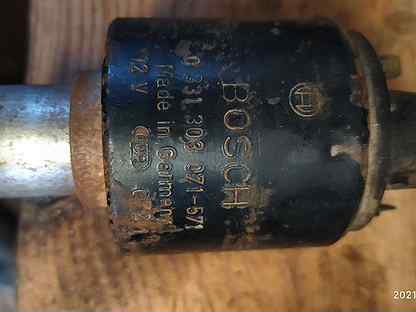 BOSCH
0 331 303 071-571
Made in Germany
12 V
2021